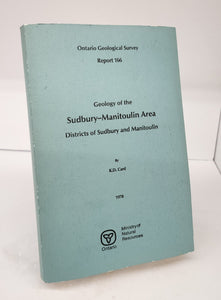 Ontario Geological Survey
Report 166
Geology of the
Sudbury–Manitoulin Area
Districts of Sudbury and Manitoulin
By
K.D. Card
1978
Ministry of
Natural
Resources
Ontario